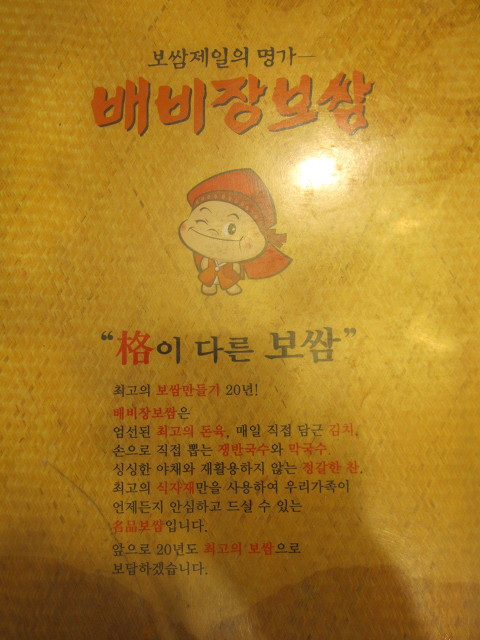 보쌈제일의 명가—
배비장보쌈
“格이 다른 보쌈”
최고의 보쌈만들기 20년!
배비장보쌈은
엄선된 최고의 돈육, 매일 직접 담근 김치,
손으로 직접 뽑는 쟁반국수와 막국수.
싱싱한 야채와 재활용하지 않는 정갈한 찬.
최고의 식자재만을 사용하여 우리가족이
언제든지 안심하고 드실 수 있는
名品보쌈입니다.
앞으로 20년도 최고의 보쌈으로
보답하겠습니다.